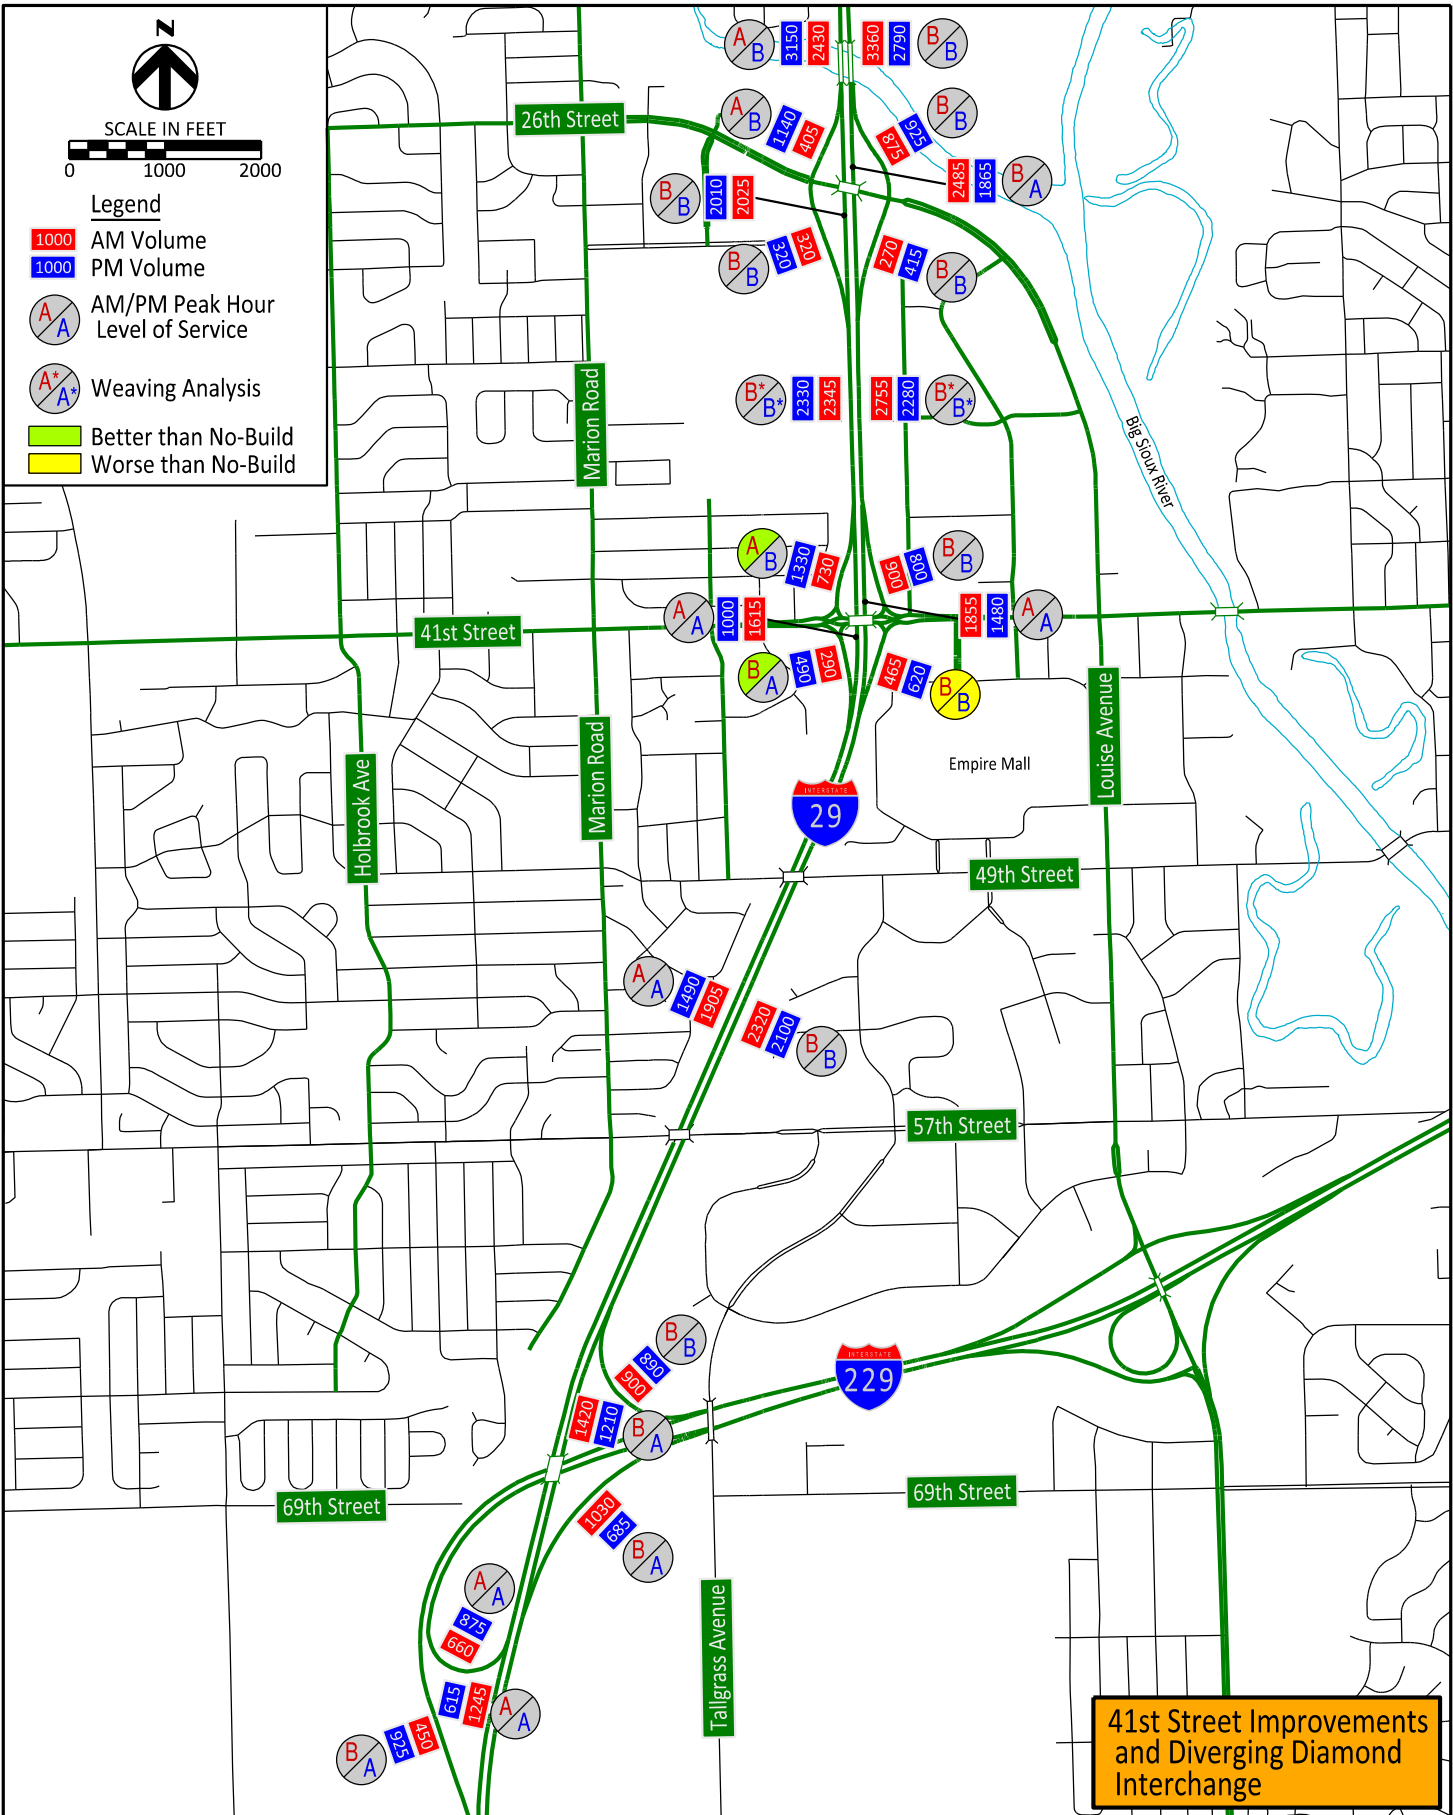 N
SCALE IN FEET
0 1000 2000
Legend
1000 AM Volume
1000 PM Volume
A/A AM/PM Peak Hour
Level of Service
A*/A* Weaving Analysis
Better than No-Build
Worse than No-Build
A/B 3150 2430 3360 2790 B/B
26th Street
A/B 1140 405 875 925 B/B
2485 1865 B/A
B/B 2010 2025
B/B 320 320 270 415 B/B
Marion Road
B*/B* 2330 2345 2755 2280 B*/B*
Big Sioux River
A/B 1330 730 900 800 B/B
A/A 1000 1615 1855 1480 A/A
41st Street
B/A 490 290 465 620 B/B
Marion Road
Louise Avenue
Empire Mall
Holbrook Ave
INTERSTATE
29
49th Street
A/A 1490 1905
2320 2100 B/B
57th Street
B/B
890
900
INTERSTATE
229
1420 1210 B/A
69th Street
69th Street
1030
685
B/A
A/A
875
660
Tallgrass Avenue
615 1245 A/A
B/A 925 450
41st Street Improvements
and Diverging Diamond
Interchange